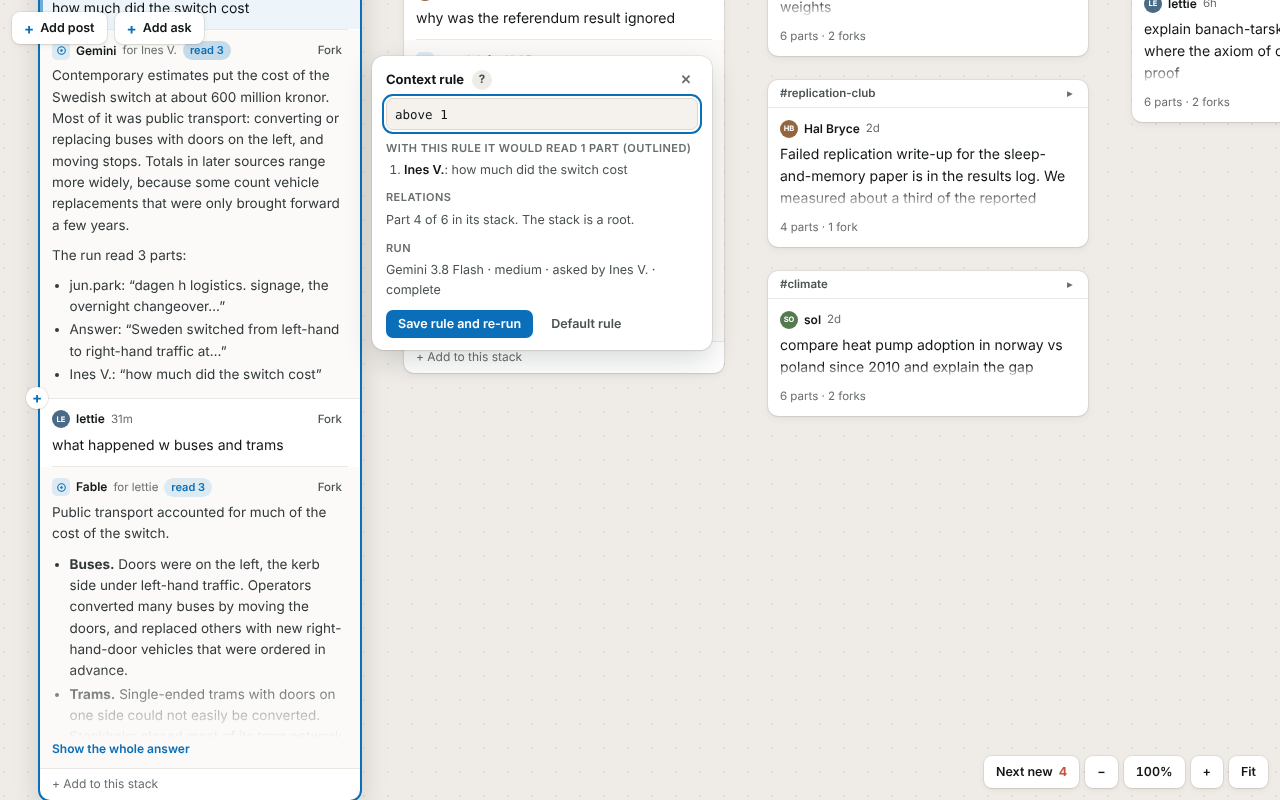 how much did the switch cost
+ Add post
+ Add ask
Gemini for Ines V. read 3 Fork
Contemporary estimates put the cost of the
Swedish switch at about 600 million kronor.
Most of it was public transport: converting or
replacing buses with doors on the left, and
moving stops. Totals in later sources range
more widely, because some count vehicle
replacements that were only brought forward
a few years.
The run read 3 parts:
• jun.park: “dagen h logistics. signage, the
overnight changeover…”
• Answer: “Sweden switched from left-hand
to right-hand traffic at…”
• Ines V.: “how much did the switch cost”
+
LE lettie 31m Fork
what happened w buses and trams
Fable for lettie read 3 Fork
Public transport accounted for much of the
cost of the switch.
• Buses. Doors were on the left, the kerb
side under left-hand traffic. Operators
converted many buses by moving the
doors, and replaced others with new right-
hand-door vehicles that were ordered in
advance.
• Trams. Single-ended trams with doors on
one side could not easily be converted.
Show the whole answer
+ Add to this stack
why was the referendum result ignored
Context rule ? ×
above 1
WITH THIS RULE IT WOULD READ 1 PART (OUTLINED)
1. Ines V.: how much did the switch cost
RELATIONS
Part 4 of 6 in its stack. The stack is a root.
RUN
Gemini 3.8 Flash · medium · asked by Ines V. ·
complete
Save rule and re-run
Default rule
+ Add to this stack
weights
6 parts · 2 forks
#replication-club
HB Hal Bryce 2d
Failed replication write-up for the sleep-
and-memory paper is in the results log. We
measured about a third of the reported
4 parts · 1 fork
#climate
SO sol 2d
compare heat pump adoption in norway vs
poland since 2010 and explain the gap
6 parts · 2 forks
LE lettie 6h
explain banach-tarsk
where the axiom of c
proof
6 parts · 2 forks
Next new 4
−
100%
+
Fit